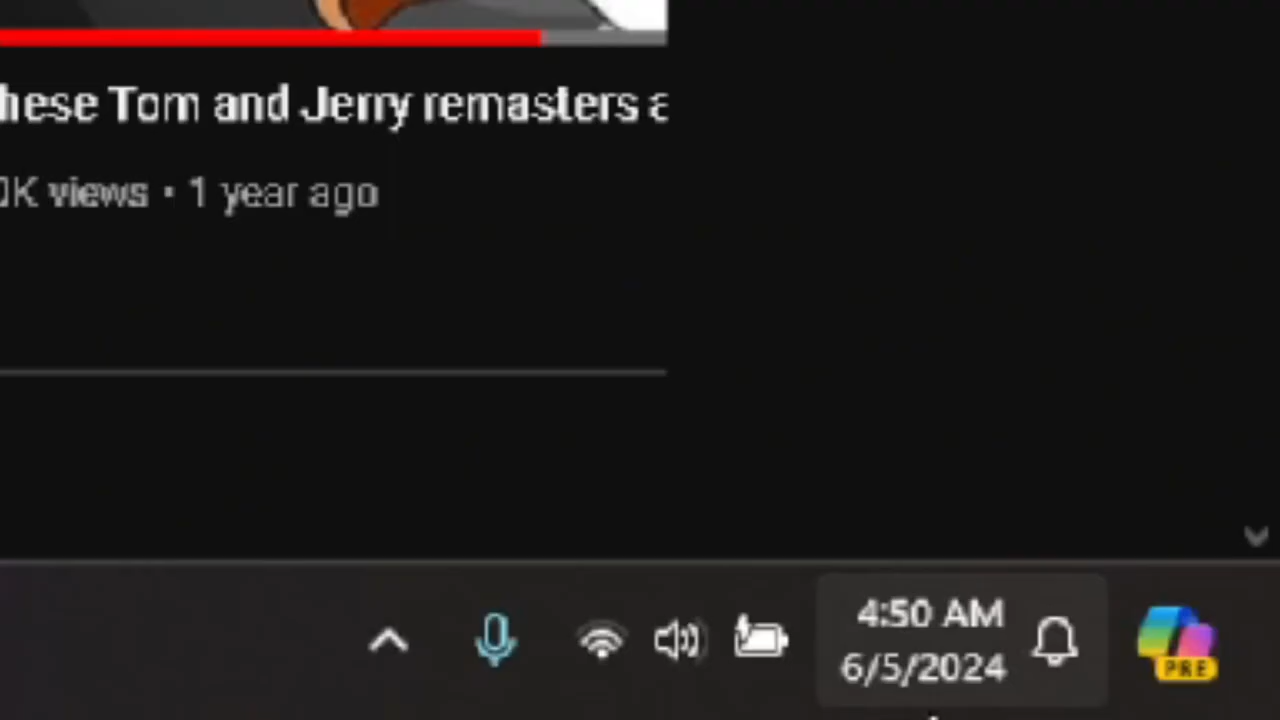 hese Tom and Jerry remasters a
0K views • 1 year ago
4:50 AM
6/5/2024
PRE